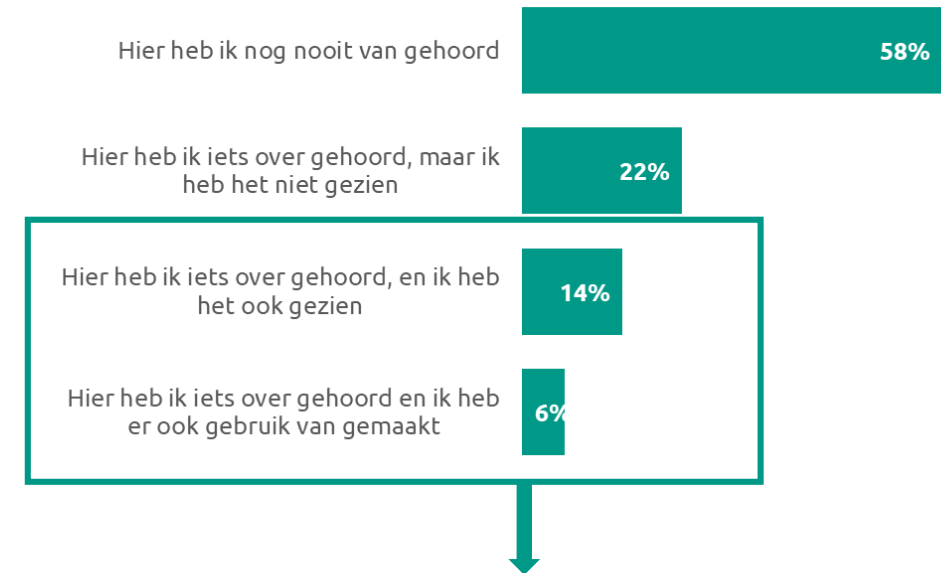 Hier heb ik nog nooit van gehoord
58%
Hier heb ik iets over gehoord, maar ik
heb het niet gezien
22%
Hier heb ik iets over gehoord, en ik heb
het ook gezien
14%
Hier heb ik iets over gehoord en ik heb
er ook gebruik van gemaakt
6%